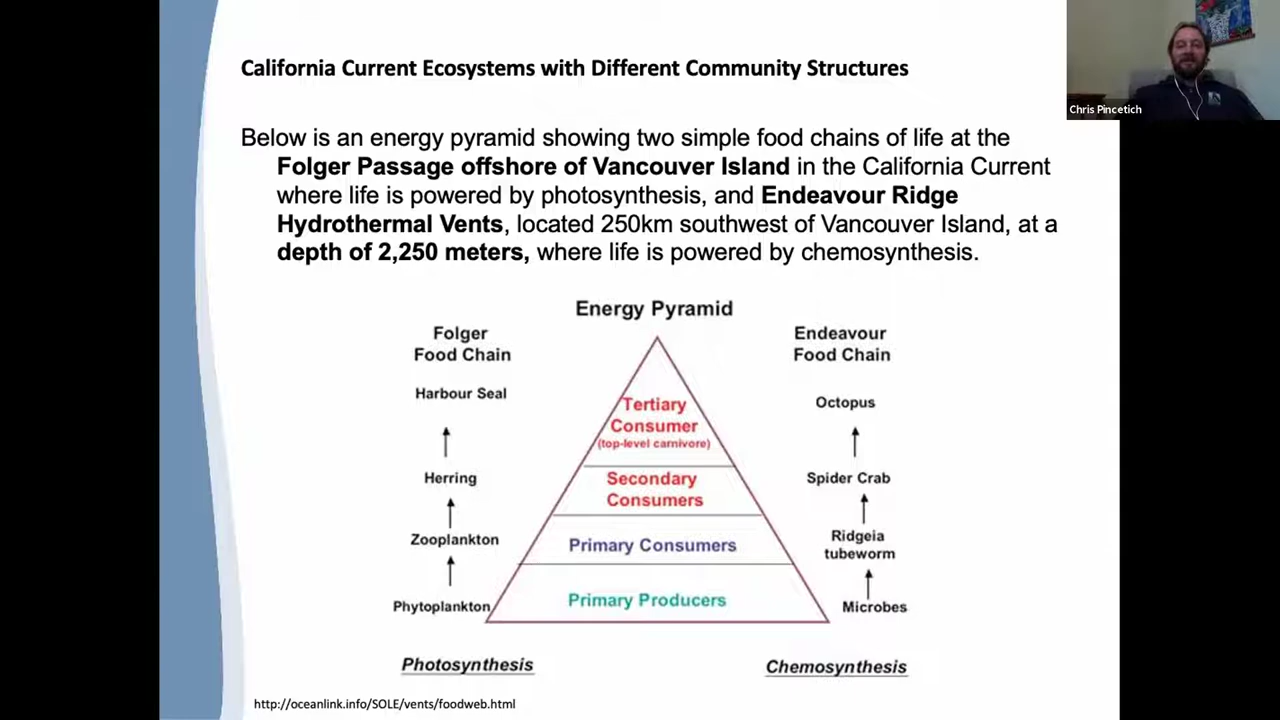 California Current Ecosystems with Different Community Structures
Chris Pincetich
Below is an energy pyramid showing two simple food chains of life at the
Folger Passage offshore of Vancouver Island in the California Current
where life is powered by photosynthesis, and Endeavour Ridge
Hydrothermal Vents, located 250km southwest of Vancouver Island, at a
depth of 2,250 meters, where life is powered by chemosynthesis.
Energy Pyramid
Folger
Food Chain
Harbour Seal
Herring
Zooplankton
Phytoplankton
Photosynthesis
Tertiary
Consumer
(top-level carnivore)
Secondary
Consumers
Primary Consumers
Primary Producers
Endeavour
Food Chain
Octopus
Spider Crab
Ridgeia
tubeworm
Microbes
Chemosynthesis
http://oceanlink.info/SOLE/vents/foodweb.html